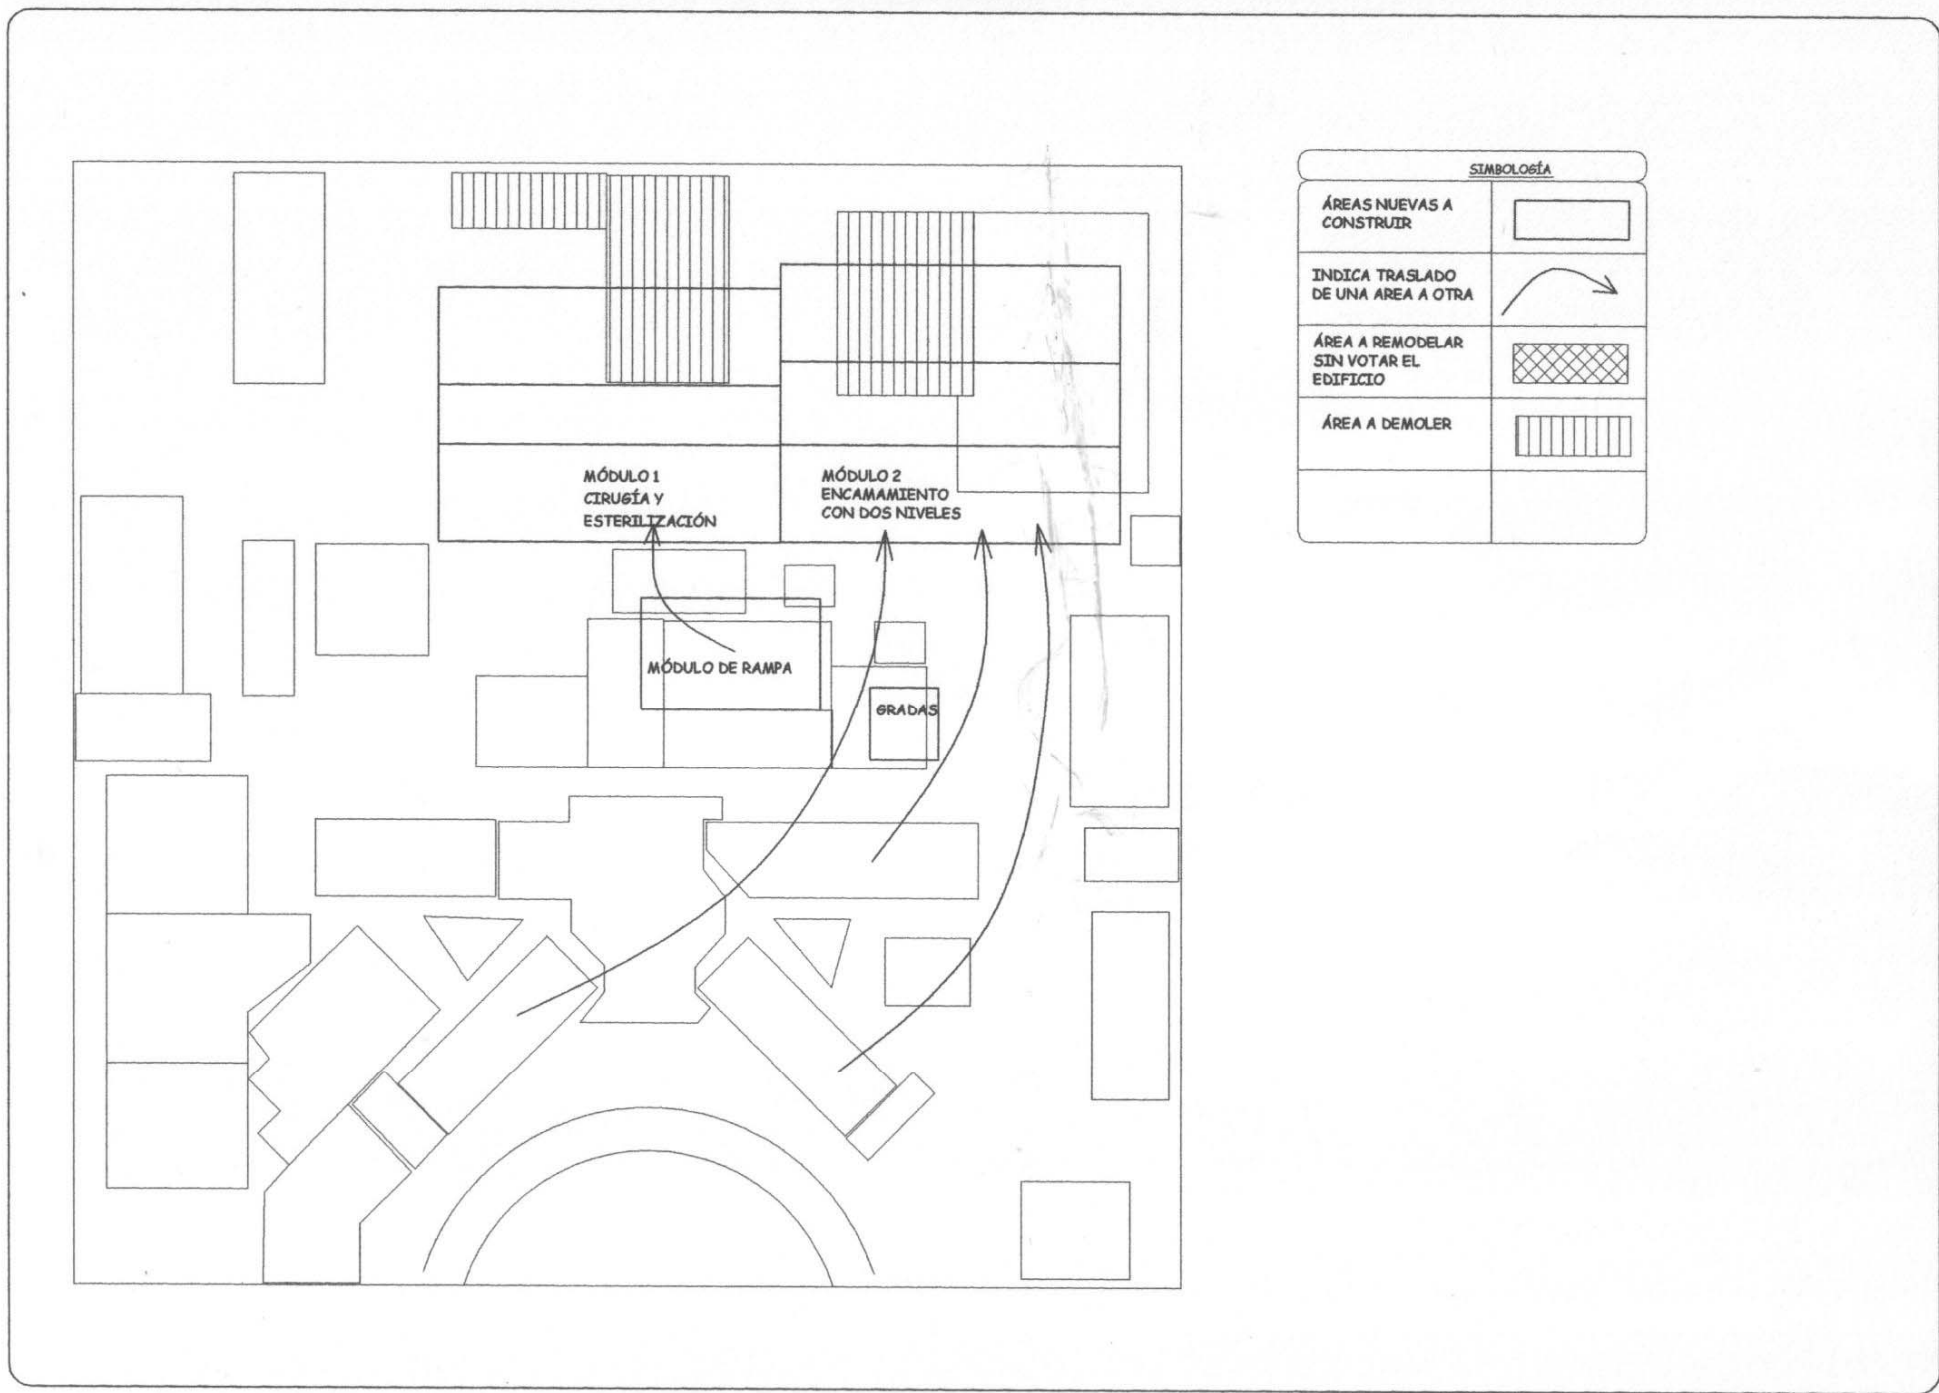 SIMBOLOGÍA
ÁREAS NUEVAS A
CONSTRUIR
INDICA TRASLADO
DE UNA AREA A OTRA
ÁREA A REMODELAR
SIN VOTAR EL
EDIFICIO
ÁREA A DEMOLER
MÓDULO 1
CIRUGÍA Y
ESTERILIZACIÓN
MÓDULO 2
ENCAMAMIENTO
CON DOS NIVELES
MÓDULO DE RAMPA
GRADAS